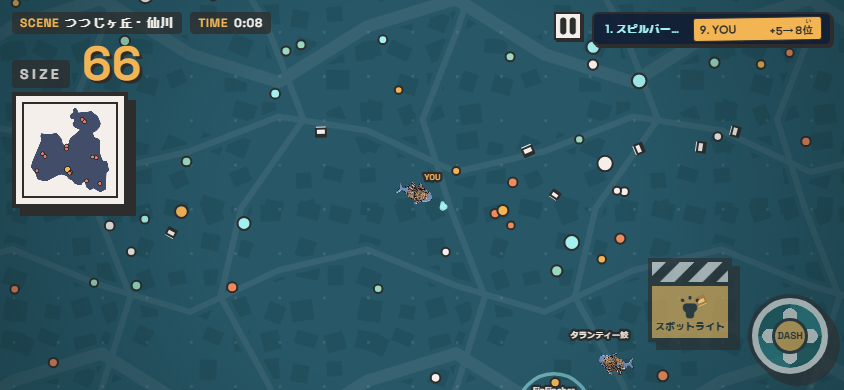 SCENE つつじヶ丘 - 仙川
TIME 0:08
1. スピルバー…
9. YOU +5→8位
い
SIZE 66
YOU
スポットライト
タランティー鮫
DASH